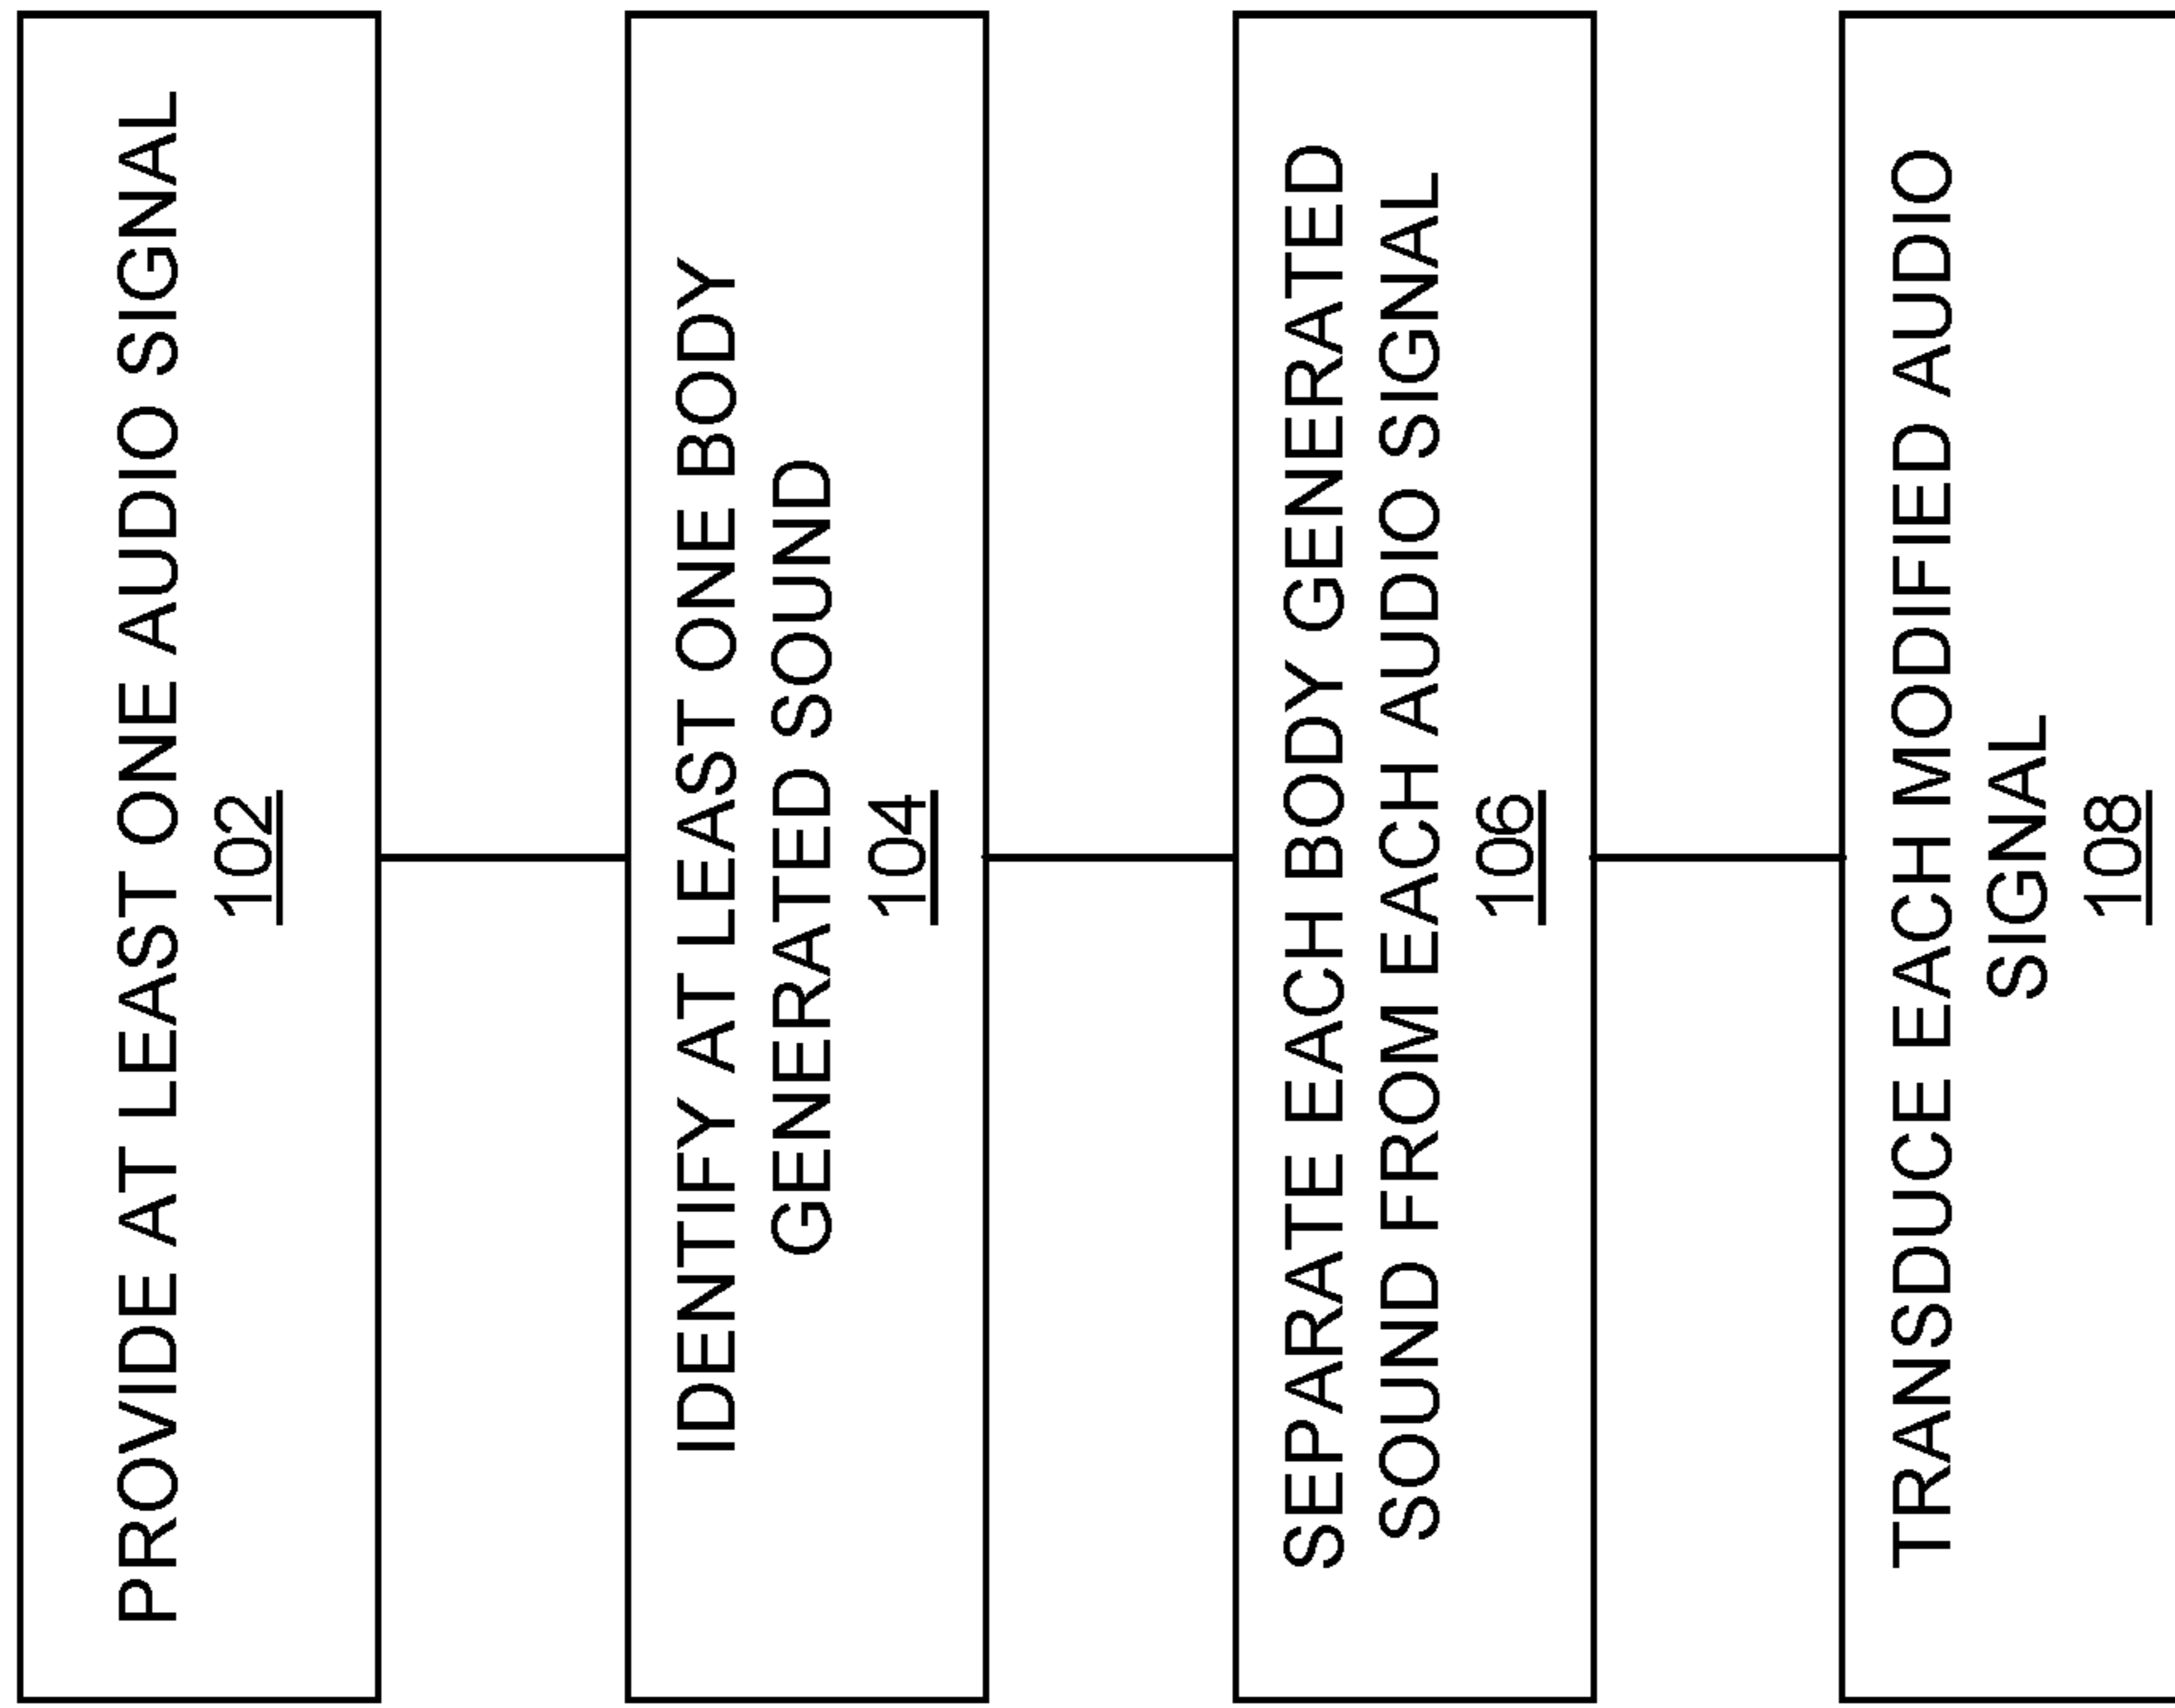 PROVIDE AT LEAST ONE AUDIO SIGNAL
102
IDENTIFY AT LEAST ONE BODY
GENERATED SOUND
104
SEPARATE EACH BODY GENERATED
SOUND FROM EACH AUDIO SIGNAL
106
TRANSDUCE EACH MODIFIED AUDIO
SIGNAL
108